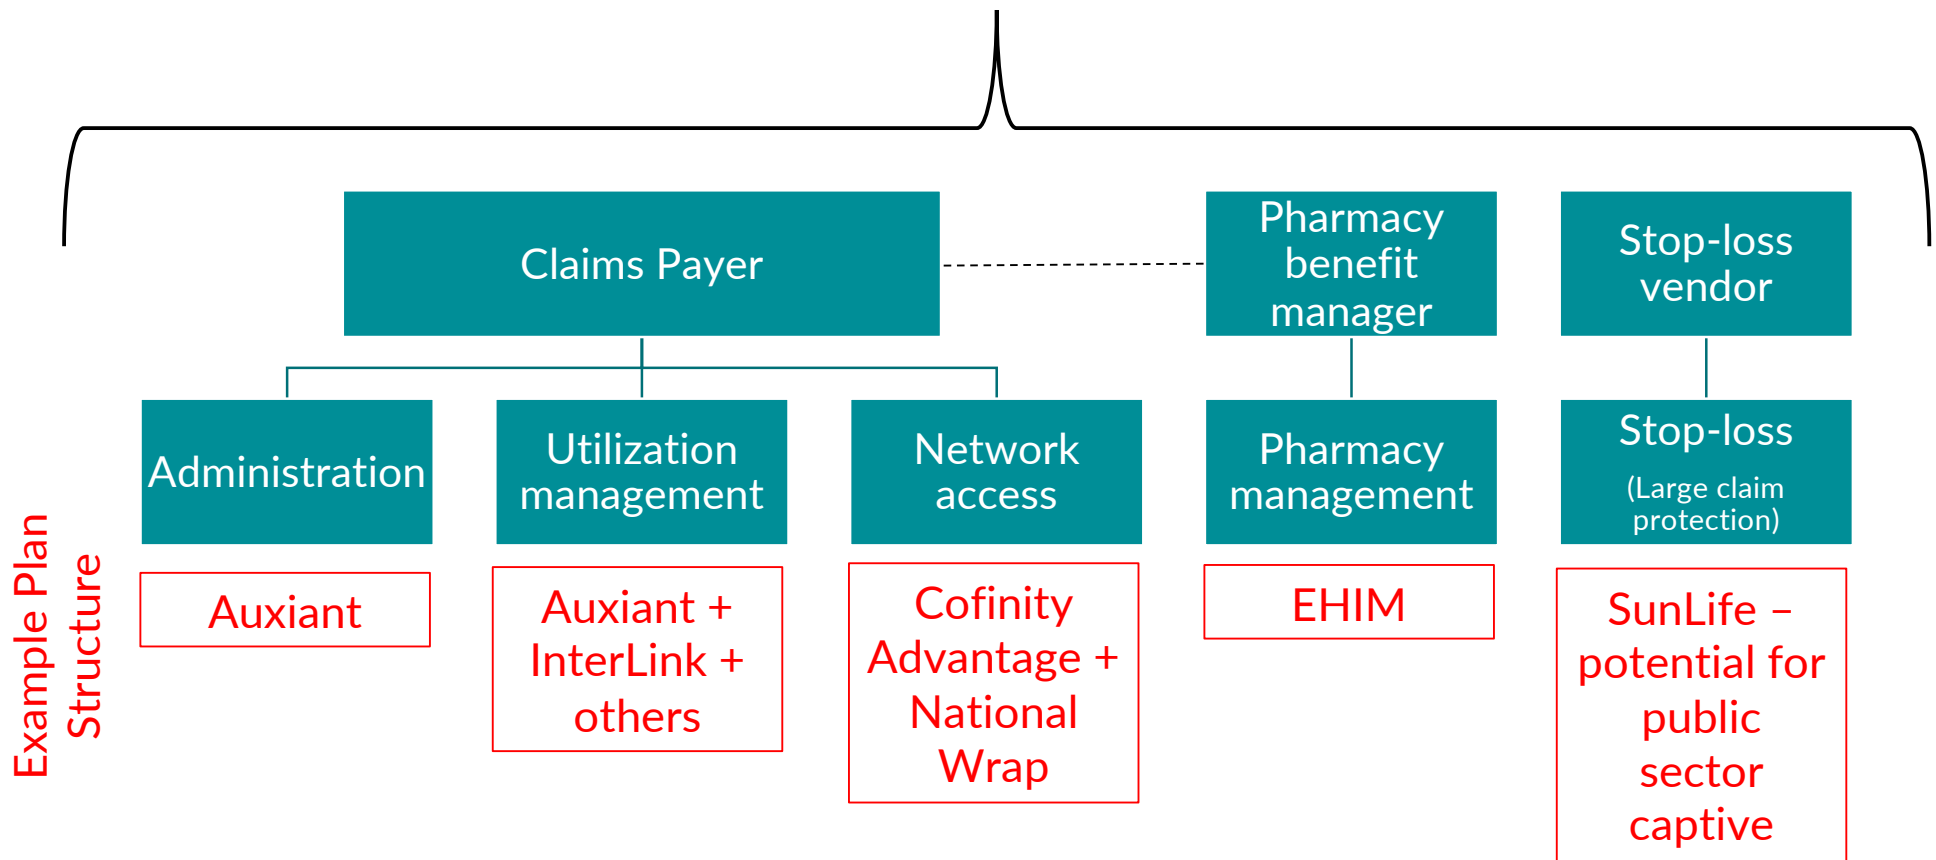 Claims Payer
Pharmacy
benefit
manager
Stop-loss
vendor
Administration
Utilization
management
Network
access
Pharmacy
management
Stop-loss
(Large claim
protection)
Example Plan
Structure
Auxiant
Auxiant +
InterLink +
others
Cofinity
Advantage +
National
Wrap
EHIM
SunLife –
potential for
public
sector
captive